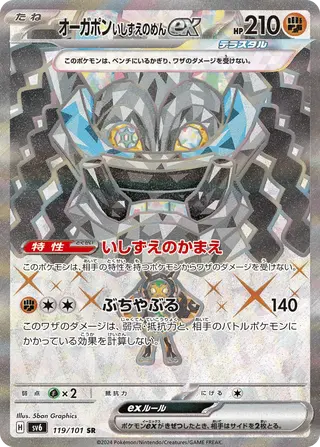 たね
オーガポン いしずえのめんex
HP210
テラスタル
このポケモンは、ベンチにいるかぎり、ワザのダメージを受けない。
特性 いしずえのかまえ
このポケモンは、相手の特性を持つポケモンからワザのダメージを受けない。
ぶちやぶる 140
このワザのダメージは、弱点・抵抗力と、相手のバトルポケモンに
かかっている効果を計算しない。
弱点 ×2 抵抗力 にげる
Illus. 5ban Graphics
exルール
ポケモンexがきぜつしたとき、相手はサイドを2枚とる。
H sv6 119/101 SR
©2024 Pokémon/Nintendo/Creatures/GAME FREAK.